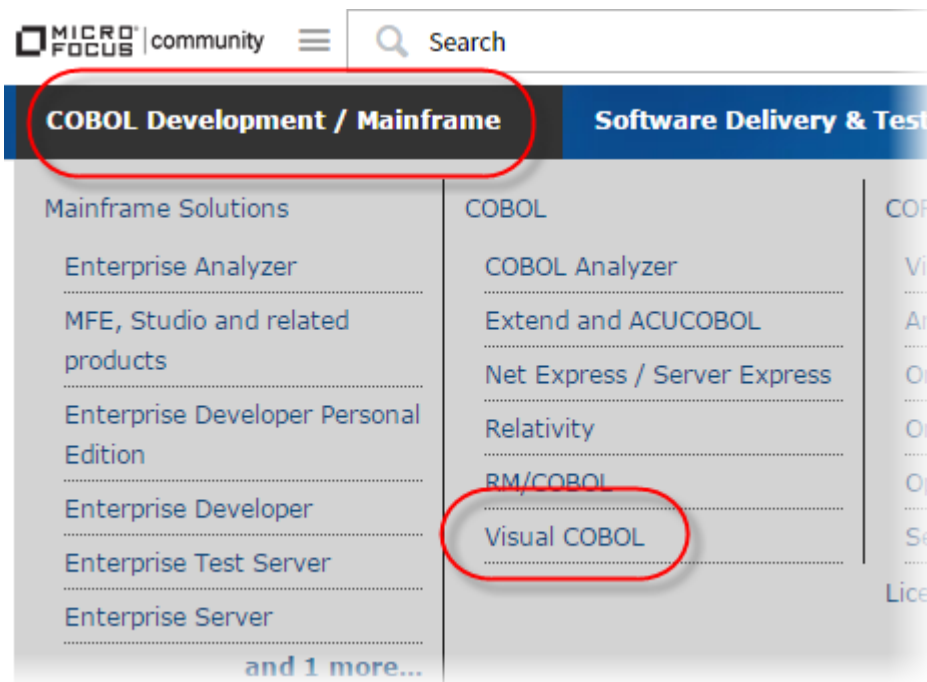 MICRO FOCUS | community
Search
COBOL Development / Mainframe
Software Delivery & Test
Mainframe Solutions
Enterprise Analyzer
MFE, Studio and related
products
Enterprise Developer Personal
Edition
Enterprise Developer
Enterprise Test Server
Enterprise Server
and 1 more...
COBOL
COBOL Analyzer
Extend and ACUCOBOL
Net Express / Server Express
Relativity
RM/COBOL
Visual COBOL